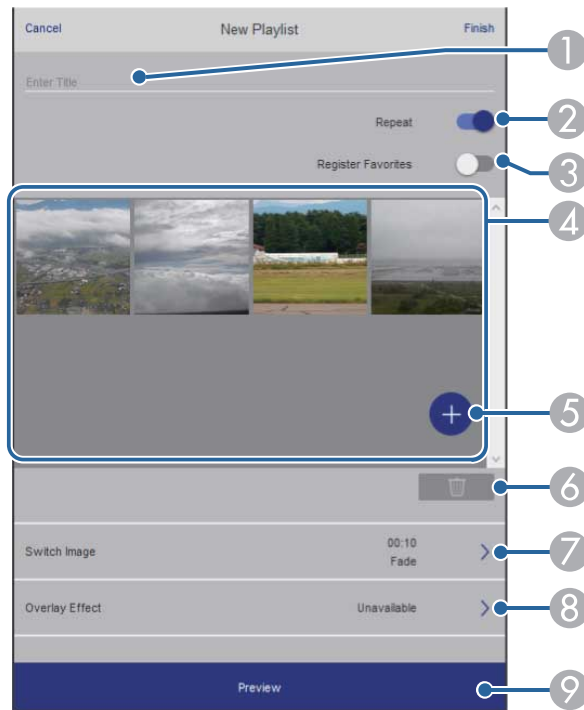 Cancel New Playlist Finish
1
Enter Title
Repeat 2
Register Favorites 3
4
+ 5
6
Switch Image 00:10 7
Fade
Overlay Effect Unavailable 8
Preview 9